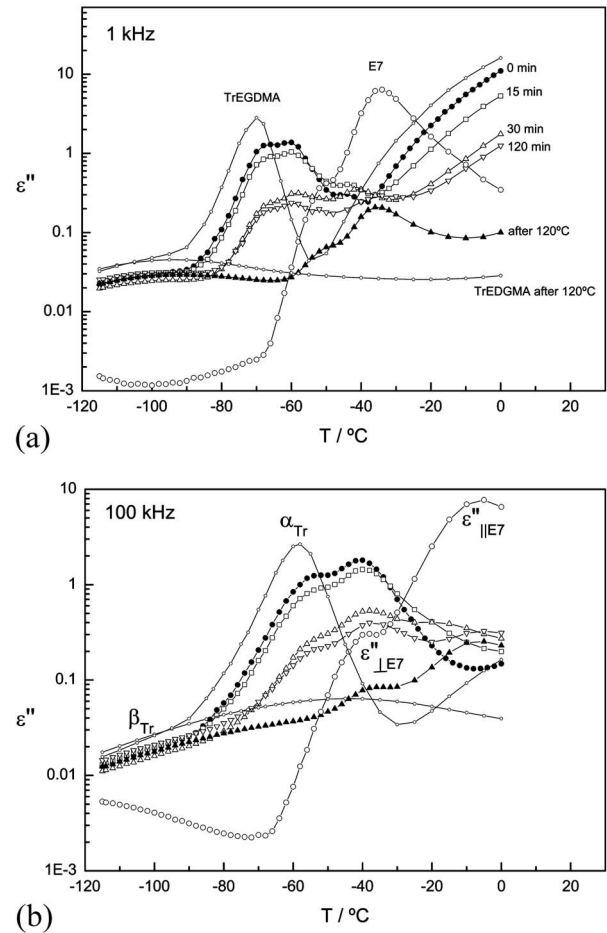 1 kHz
10
1
0.1
0.01
1E-3
ε''
TrEGDMA
E7
0 min
15 min
30 min
120 min
after 120ºC
TrEDGMA after 120ºC
-120 -100 -80 -60 -40 -20 0 20
T / ºC
(a)
100 kHz
10
1
0.1
0.01
1E-3
ε''
αTr
βTr
ε''||E7
ε''⊥E7
-120 -100 -80 -60 -40 -20 0 20
T / ºC
(b)